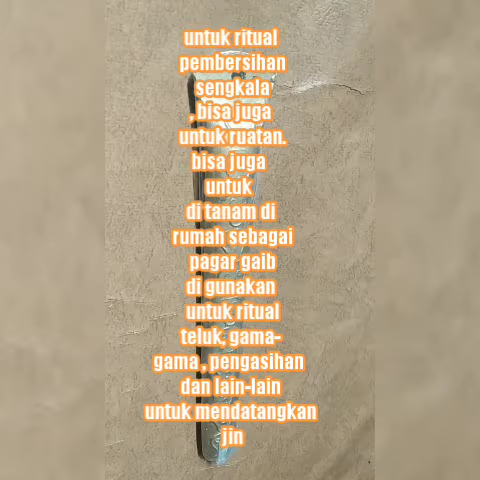 untuk ritual
pembersihan
sengkala
, bisa juga
untuk ruatan.
bisa juga
untuk
di tanam di
rumah sebagai
pagar gaib
di gunakan
untuk ritual
teluk, gama-
gama , pengasihan
dan lain-lain
untuk mendatangkan
jin